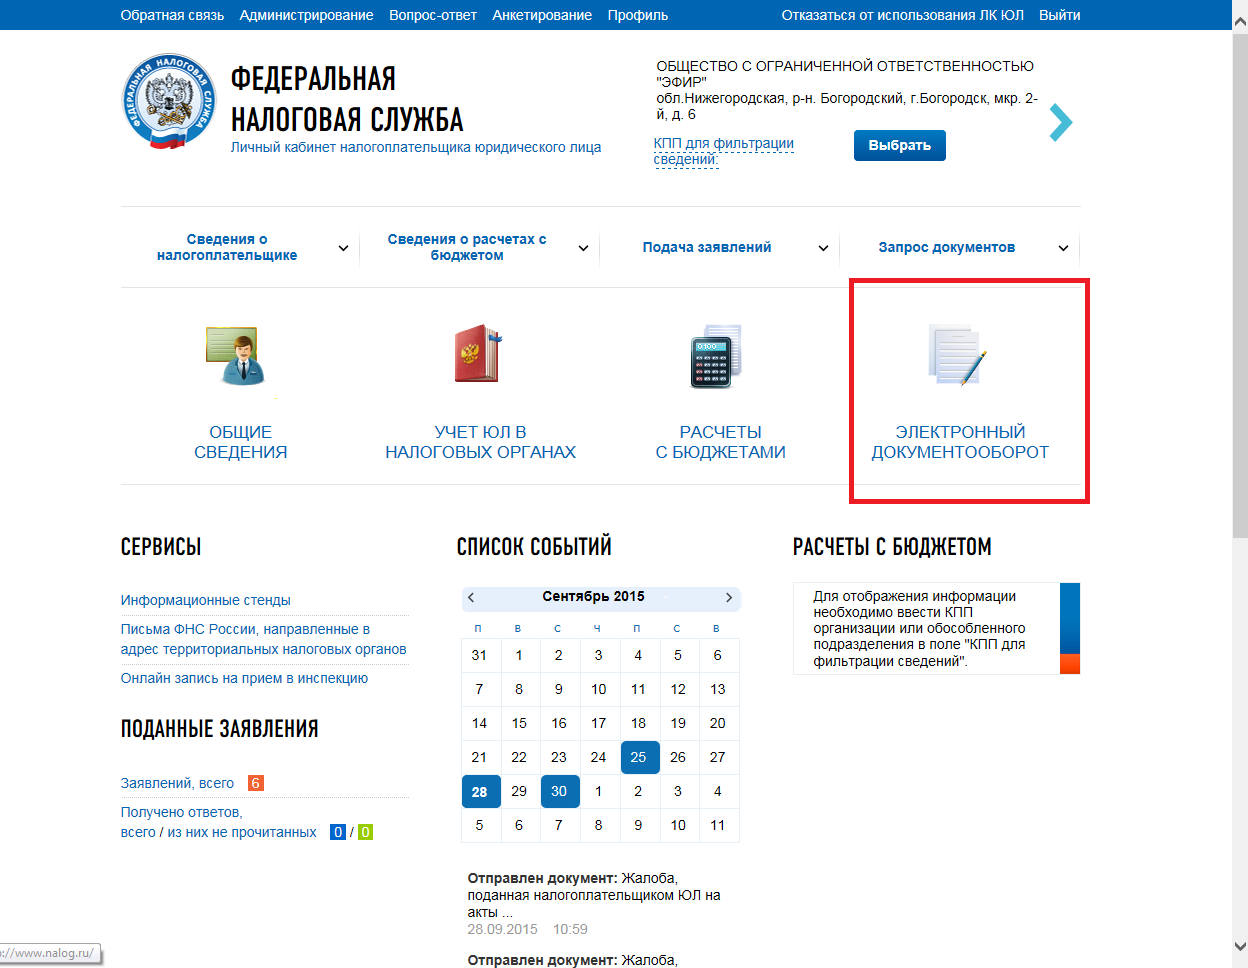 Обратная связь Администрирование Вопрос-ответ Анкетирование Профиль Отказаться от использования ЛК ЮЛ Выйти
ФЕДЕРАЛЬНАЯ НАЛОГОВАЯ СЛУЖБА
ФЕДЕРАЛЬНАЯ
НАЛОГОВАЯ СЛУЖБА
Личный кабинет налогоплательщика юридического лица
ОБЩЕСТВО С ОГРАНИЧЕННОЙ ОТВЕТСТВЕННОСТЬЮ
"ЭФИР"
обл.Нижегородская, р-н. Богородский, г.Богородск, мкр. 2-
й, д. 6
КПП для фильтрации
сведений:
Выбрать
Сведения о
налогоплательщике
Сведения о расчетах с
бюджетом
Подача заявлений
Запрос документов
ОБЩИЕ
СВЕДЕНИЯ
УЧЕТ ЮЛ В
НАЛОГОВЫХ ОРГАНАХ
РАСЧЕТЫ
С БЮДЖЕТАМИ
ЭЛЕКТРОННЫЙ
ДОКУМЕНТООБОРОТ
СЕРВИСЫ
Информационные стенды
Письма ФНС России, направленные в
адрес территориальных налоговых органов
Онлайн запись на прием в инспекцию
ПОДАННЫЕ ЗАЯВЛЕНИЯ
Заявлений, всего 6
Получено ответов,
всего / из них не прочитанных 0 / 0
СПИСОК СОБЫТИЙ
Сентябрь 2015
П В С Ч П С В
31 1 2 3 4 5 6
7 8 9 10 11 12 13
14 15 16 17 18 19 20
21 22 23 24 25 26 27
28 29 30 1 2 3 4
5 6 7 8 9 10 11
Отправлен документ: Жалоба,
поданная налогоплательщиком ЮЛ на
акты ...
28.09.2015 10:59
Отправлен документ: Жалоба,
РАСЧЕТЫ С БЮДЖЕТОМ
Для отображения информации
необходимо ввести КПП
организации или обособленного
подразделения в поле "КПП для
фильтрации сведений".
://www.nalog.ru/